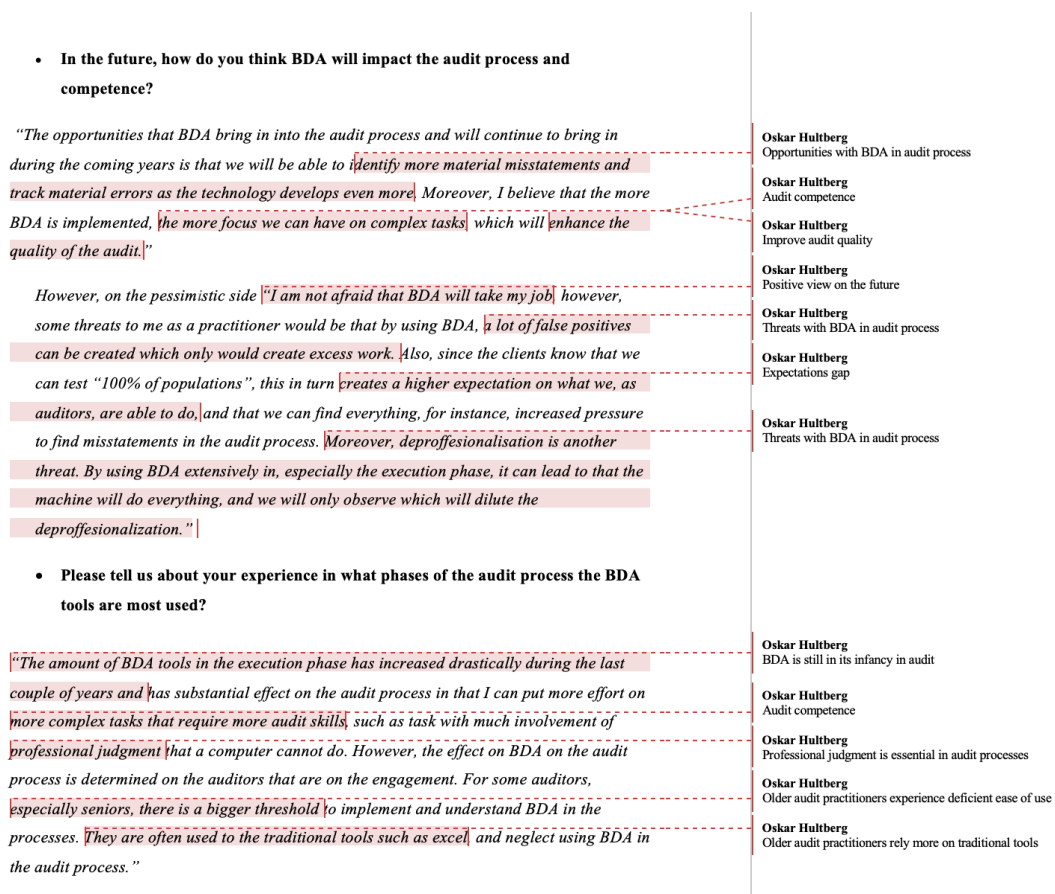 • In the future, how do you think BDA will impact the audit process and
competence?
“The opportunities that BDA bring in into the audit process and will continue to bring in
during the coming years is that we will be able to identify more material misstatements and
track material errors as the technology develops even more. Moreover, I believe that the more
BDA is implemented, the more focus we can have on complex tasks, which will enhance the
quality of the audit.”
However, on the pessimistic side “I am not afraid that BDA will take my job, however,
some threats to me as a practitioner would be that by using BDA, a lot of false positives
can be created which only would create excess work. Also, since the clients know that we
can test “100% of populations”, this in turn creates a higher expectation on what we, as
auditors, are able to do, and that we can find everything, for instance, increased pressure
to find misstatements in the audit process. Moreover, deproffesionalisation is another
threat. By using BDA extensively in, especially the execution phase, it can lead to that the
machine will do everything, and we will only observe which will dilute the
deproffesionalization.”
• Please tell us about your experience in what phases of the audit process the BDA
tools are most used?
“The amount of BDA tools in the execution phase has increased drastically during the last
couple of years and has substantial effect on the audit process in that I can put more effort on
more complex tasks that require more audit skills, such as task with much involvement of
professional judgment that a computer cannot do. However, the effect on BDA on the audit
process is determined on the auditors that are on the engagement. For some auditors,
especially seniors, there is a bigger threshold to implement and understand BDA in the
processes. They are often used to the traditional tools such as excel, and neglect using BDA in
the audit process.”
Oskar Hultberg
Opportunities with BDA in audit process
Oskar Hultberg
Audit competence
Oskar Hultberg
Improve audit quality
Oskar Hultberg
Positive view on the future
Oskar Hultberg
Threats with BDA in audit process
Oskar Hultberg
Expectations gap
Oskar Hultberg
Threats with BDA in audit process
Oskar Hultberg
BDA is still in its infancy in audit
Oskar Hultberg
Audit competence
Oskar Hultberg
Professional judgment is essential in audit processes
Oskar Hultberg
Older audit practitioners experience deficient ease of use
Oskar Hultberg
Older audit practitioners rely more on traditional tools